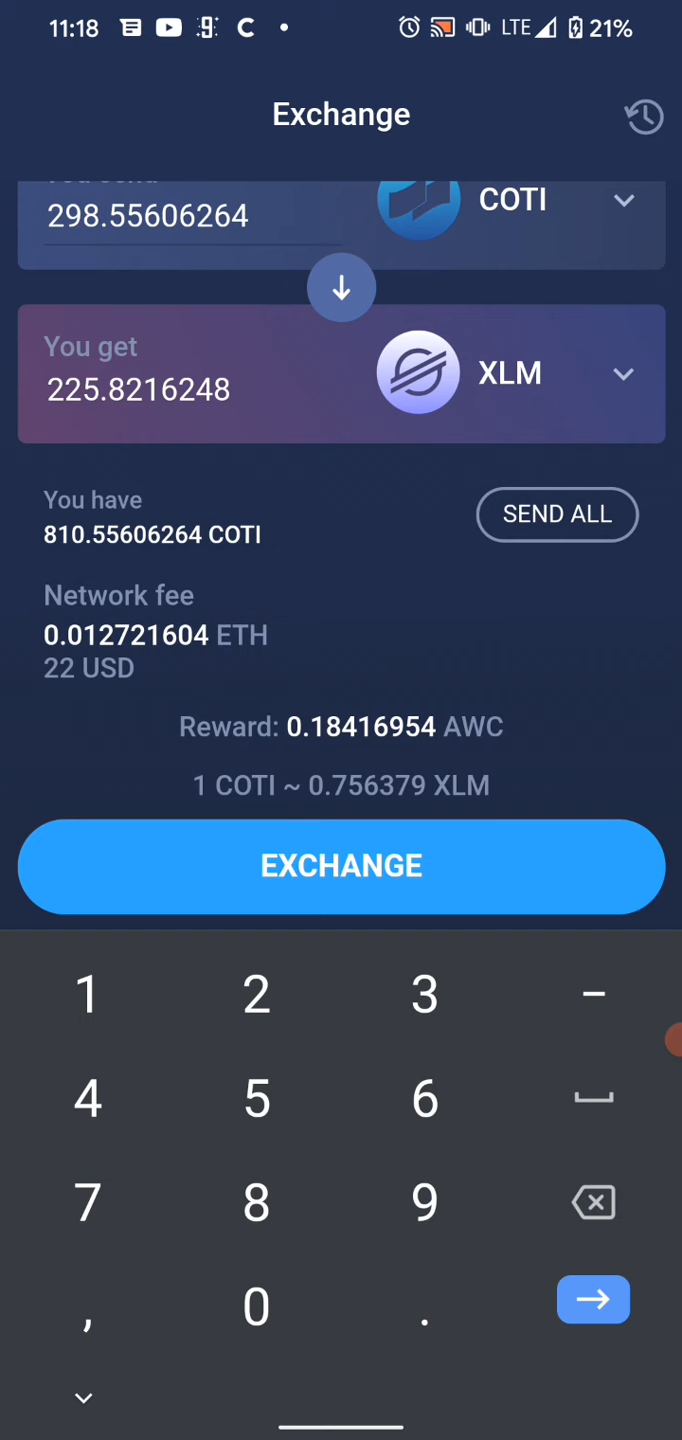 11:18 LTE 21%
Exchange
298.55606264 COTI
You get
225.8216248 XLM
You have
810.55606264 COTI
SEND ALL
Network fee
0.012721604 ETH
22 USD
Reward: 0.18416954 AWC
1 COTI ~ 0.756379 XLM
EXCHANGE
1 2 3 -
4 5 6
7 8 9
, 0 .